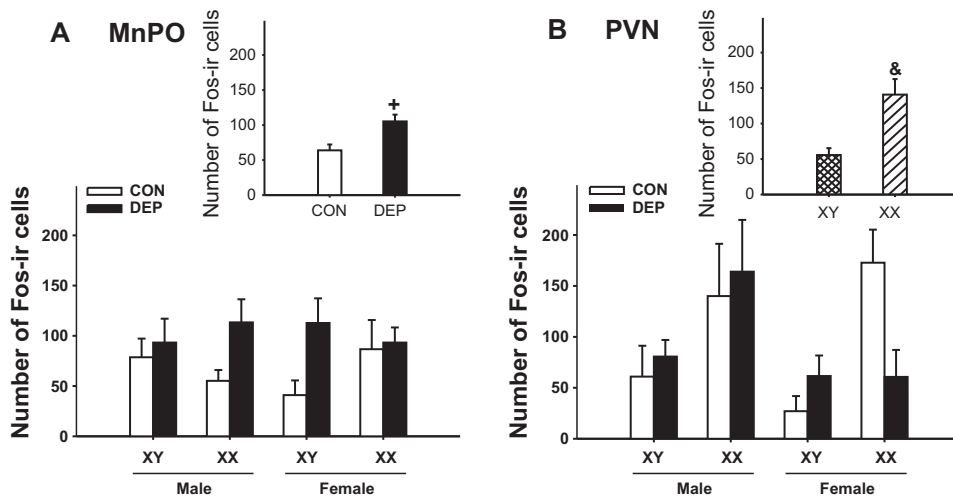 A MnPO
Number of Fos-ir cells
200
150
100
50
0
+
CON DEP
CON
DEP
Number of Fos-ir cells
200
150
100
50
0
XY XX XY XX
Male Female
B PVN
Number of Fos-ir cells
200
150
100
50
0
&
XY XX
CON
DEP
Number of Fos-ir cells
200
150
100
50
0
XY XX XY XX
Male Female